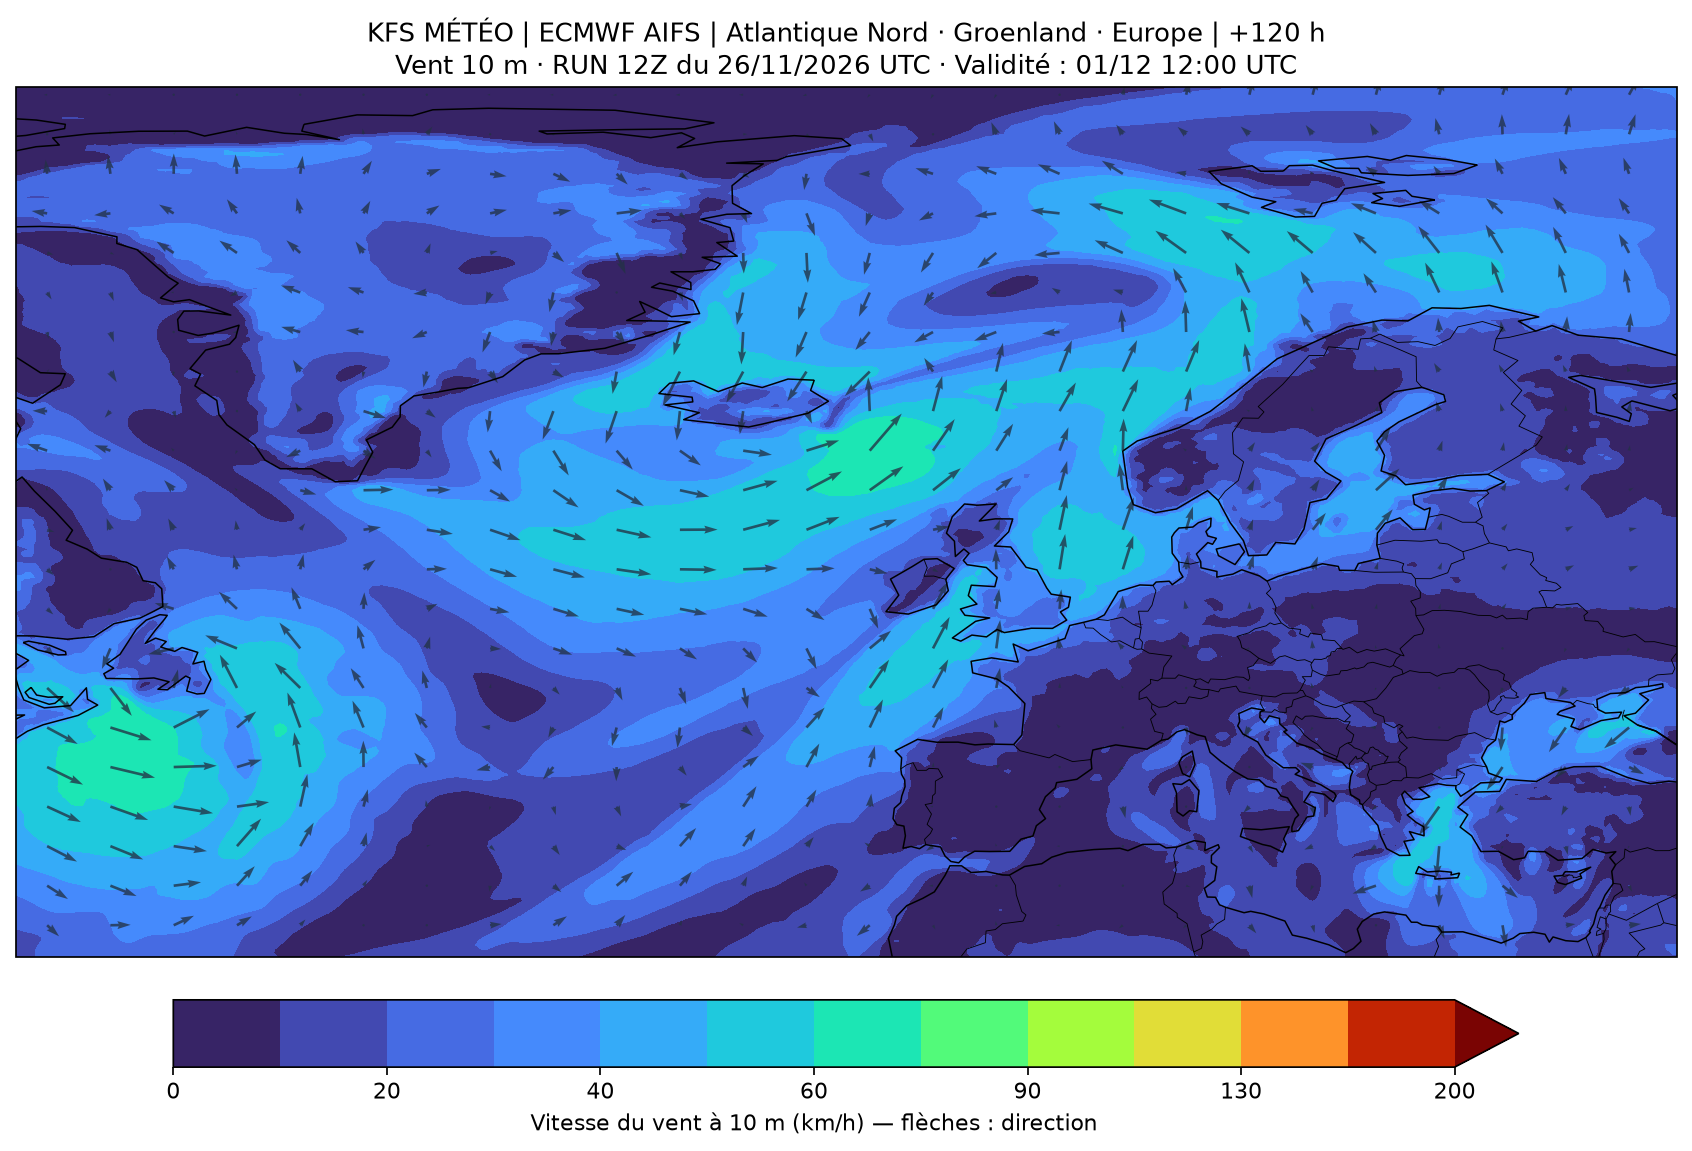 KFS MÉTÉO | ECMWF AIFS | Atlantique Nord · Groenland · Europe | +120 h
Vent 10 m · RUN 12Z du 26/11/2026 UTC · Validité : 01/12 12:00 UTC
0 20 40 60 90 130 200
Vitesse du vent à 10 m (km/h) — flèches : direction